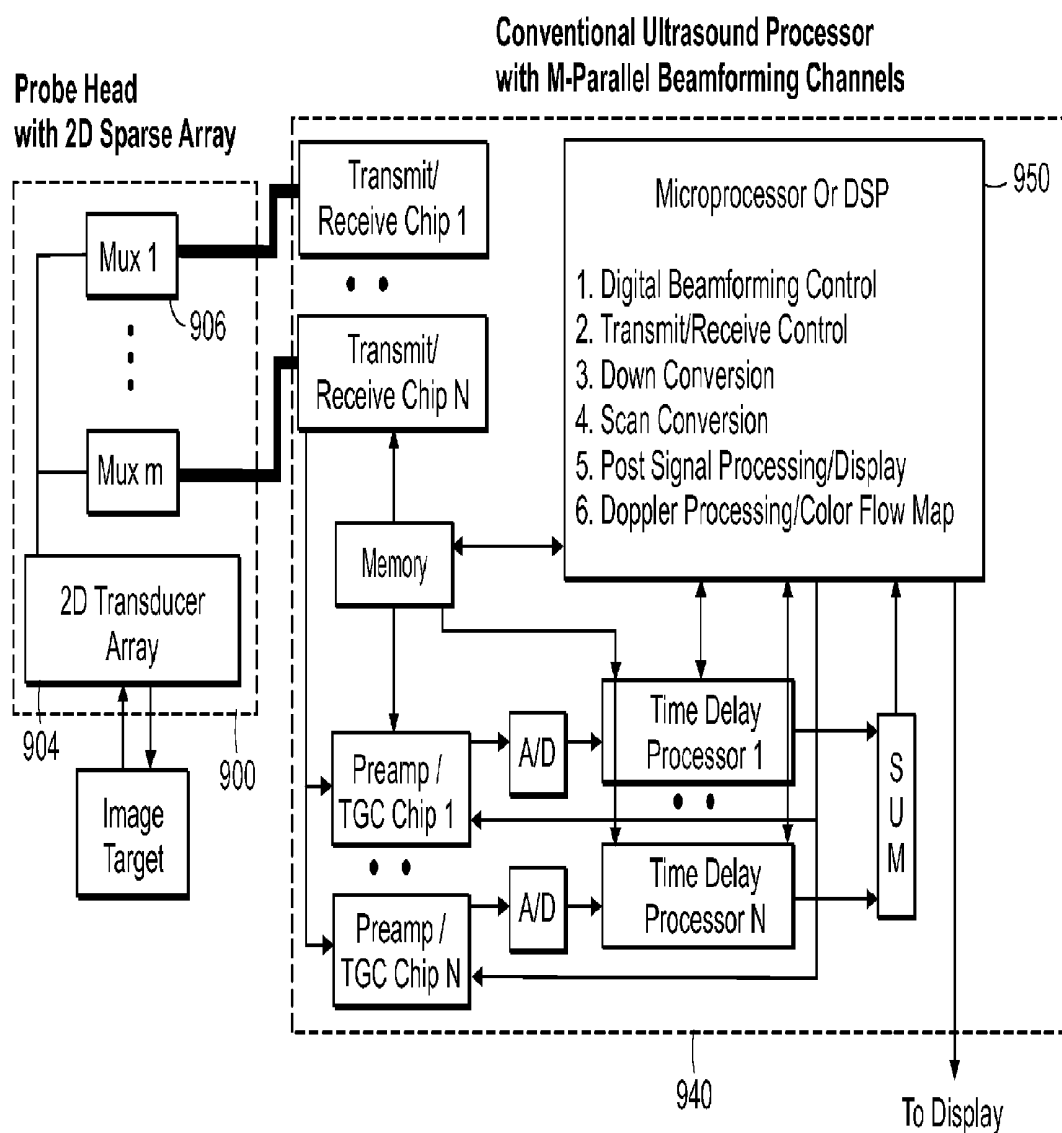 Conventional Ultrasound Processor
with M-Parallel Beamforming Channels
Probe Head
with 2D Sparse Array
Mux 1
906
Mux m
2D Transducer
Array
904
900
Image
Target
Transmit/
Receive Chip 1
Transmit/
Receive Chip N
Memory
Microprocessor Or DSP
950
1. Digital Beamforming Control
2. Transmit/Receive Control
3. Down Conversion
4. Scan Conversion
5. Post Signal Processing/Display
6. Doppler Processing/Color Flow Map
Preamp /
TGC Chip 1
A/D
Time Delay
Processor 1
Preamp /
TGC Chip N
A/D
Time Delay
Processor N
S
U
M
940
To Display